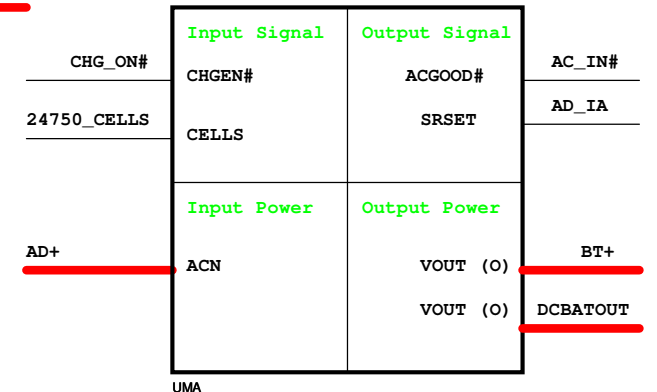 Input Signal Output Signal
CHG_ON# CHGEN# ACGOOD# AC_IN#
24750_CELLS CELLS SRSET AD_IA
Input Power Output Power
AD+ ACN VOUT (O) BT+
VOUT (O) DCBATOUT
UMA